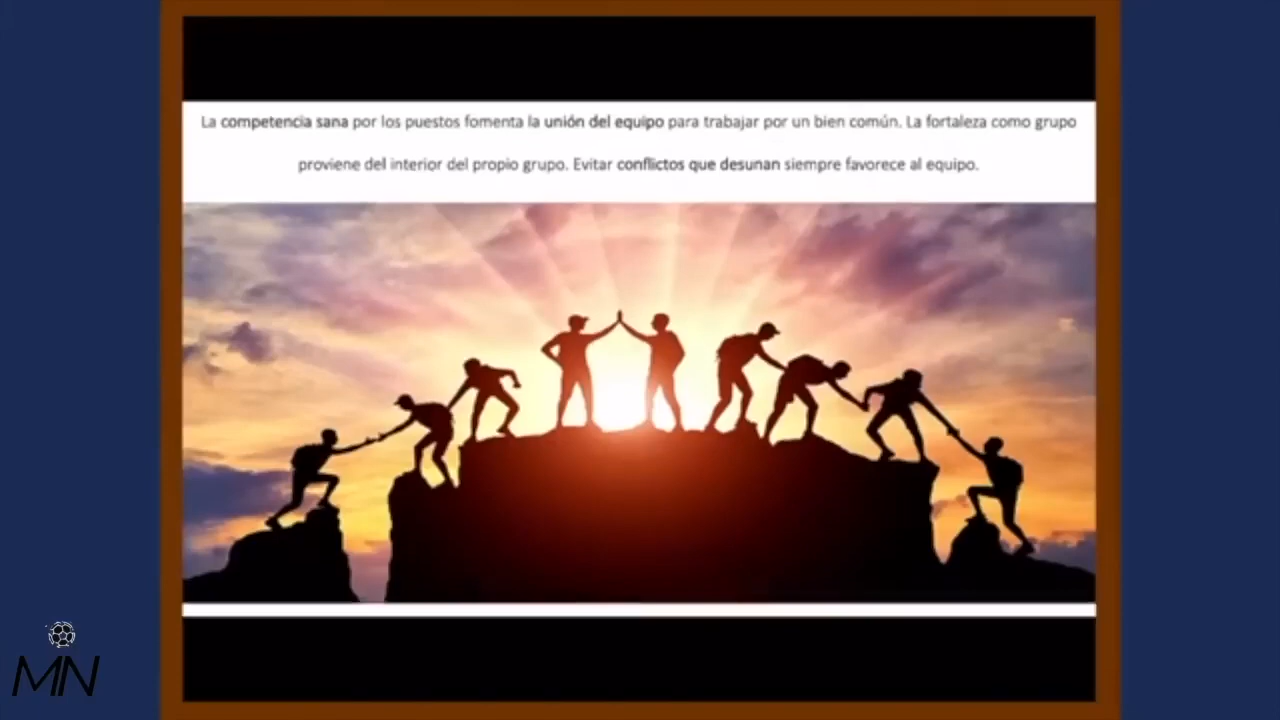 La competencia sana por los puestos fomenta la unión del equipo para trabajar por un bien común. La fortaleza como grupo
proviene del interior del propio grupo. Evitar conflictos que desunan siempre favorece al equipo.
MN